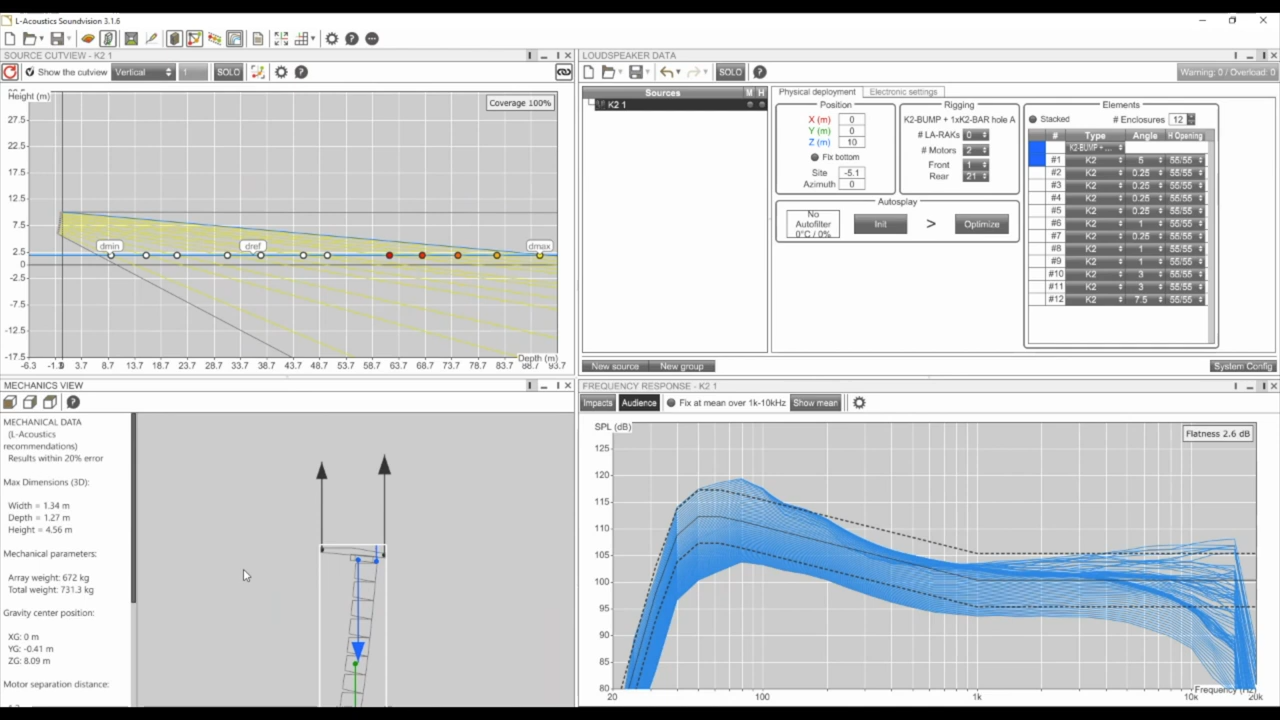 L-Acoustics Soundvision 3.1.6
SOURCE CUTVIEW - K2 1
Show the cutview Vertical 1 SOLO
Height (m)
Coverage 100%
27.5
22.5
17.5
12.5
7.5
2.5
0
-2.5
-7.5
-12.5
-17.5
dmin dref dmax
Depth (m)
-6.3 3.7 8.7 13.7 18.7 23.7 28.7 33.7 38.7 43.7 48.7 53.7 58.7 63.7 68.7 73.7 78.7 83.7 88.7 93.7
LOUDSPEAKER DATA
SOLO
Warning: 0 / Overload: 0
Sources M H
K2 1
New source New group
System Config
Physical deployment Electronic settings
Position
X (m) 0
Y (m) 0
Z (m) 10
Fix bottom
Site -5.1
Azimuth 0
Rigging
K2-BUMP + 1xK2-BAR hole A
# LA-RAKs 0
# Motors 2
Front 1
Rear 21
Autosplay
No
Autofilter
0°C / 0%
Init > Optimize
Elements
Stacked # Enclosures 12
# Type Angle H Opening
K2-BUMP + ...
#1 K2 5 55/55
#2 K2 0.25 55/55
#3 K2 0.25 55/55
#4 K2 0.25 55/55
#5 K2 0.25 55/55
#6 K2 1 55/55
#7 K2 0.25 55/55
#8 K2 1 55/55
#9 K2 1 55/55
#10 K2 3 55/55
#11 K2 3 55/55
#12 K2 7.5 55/55
MECHANICS VIEW
MECHANICAL DATA
(L-Acoustics
recommendations)
Results within 20% error
Max Dimensions (3D):
Width = 1.34 m
Depth = 1.27 m
Height = 4.56 m
Mechanical parameters:
Array weight: 672 kg
Total weight: 731.3 kg
Gravity center position:
XG: 0 m
YG: -0.41 m
ZG: 8.09 m
Motor separation distance:
FREQUENCY RESPONSE - K2 1
Impacts Audience Fix at mean over 1k-10kHz Show mean
SPL (dB)
Flatness 2.6 dB
125
120
115
110
105
100
95
90
85
80
20 100 1k 10k 20k
Frequency (Hz)